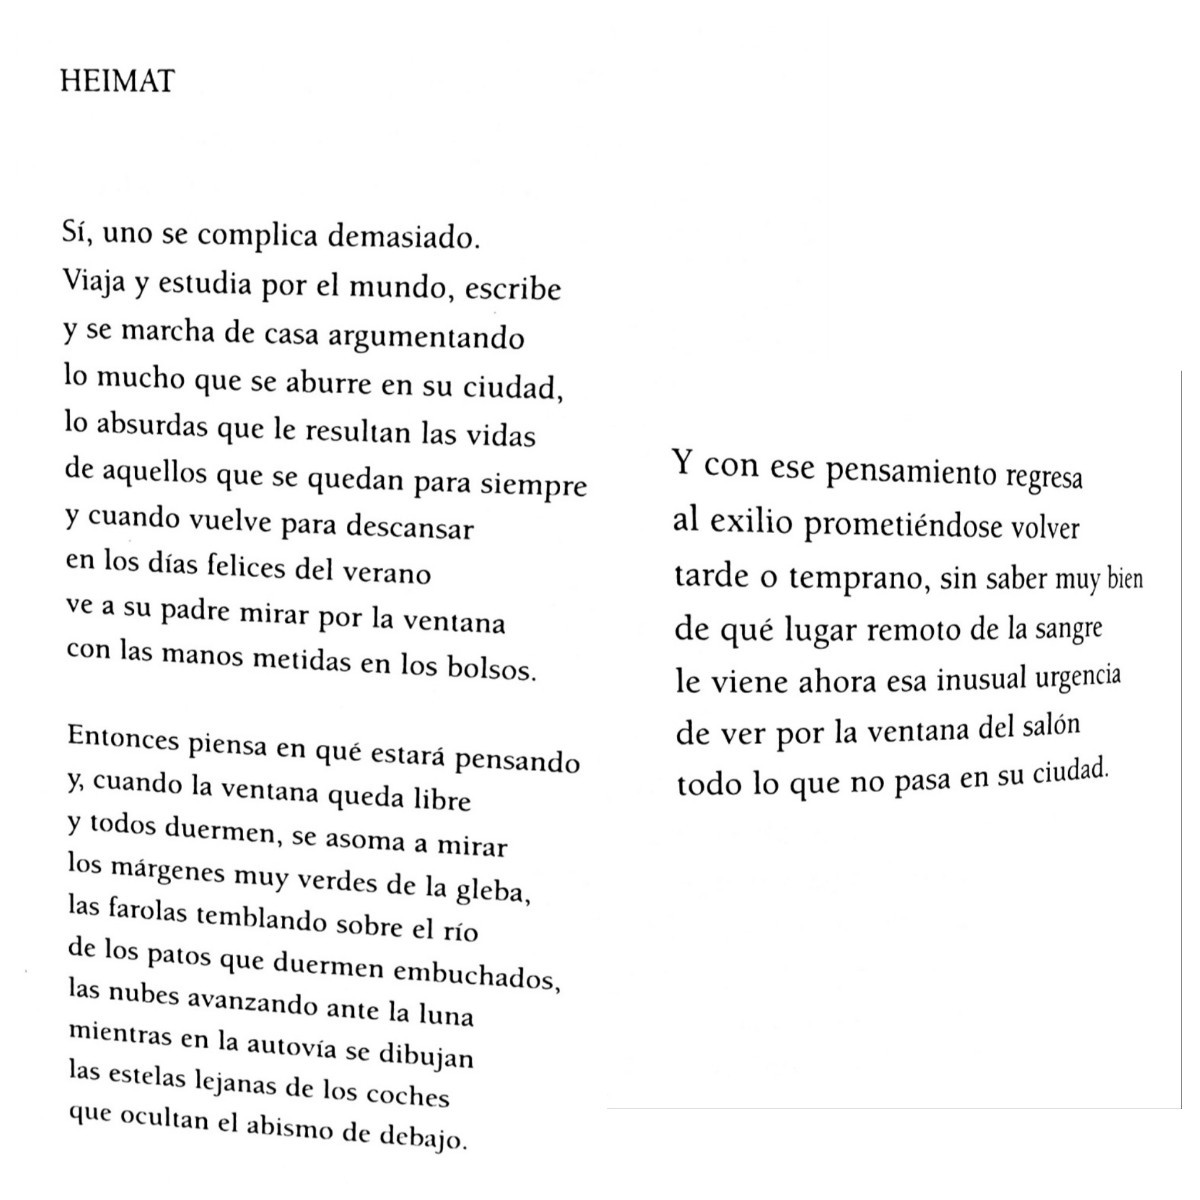 HEIMAT
Sí, uno se complica demasiado.
Viaja y estudia por el mundo, escribe
y se marcha de casa argumentando
lo mucho que se aburre en su ciudad,
lo absurdas que le resultan las vidas
de aquellos que se quedan para siempre
y cuando vuelve para descansar
en los días felices del verano
ve a su padre mirar por la ventana
con las manos metidas en los bolsos.
Entonces piensa en qué estará pensando
y, cuando la ventana queda libre
y todos duermen, se asoma a mirar
los márgenes muy verdes de la gleba,
las farolas temblando sobre el río
de los patos que duermen embuchados,
las nubes avanzando ante la luna
mientras en la autovía se dibujan
las estelas lejanas de los coches
que ocultan el abismo de debajo.
Y con ese pensamiento regresa
al exilio prometiéndose volver
tarde o temprano, sin saber muy bien
de qué lugar remoto de la sangre
le viene ahora esa inusual urgencia
de ver por la ventana del salón
todo lo que no pasa en su ciudad.